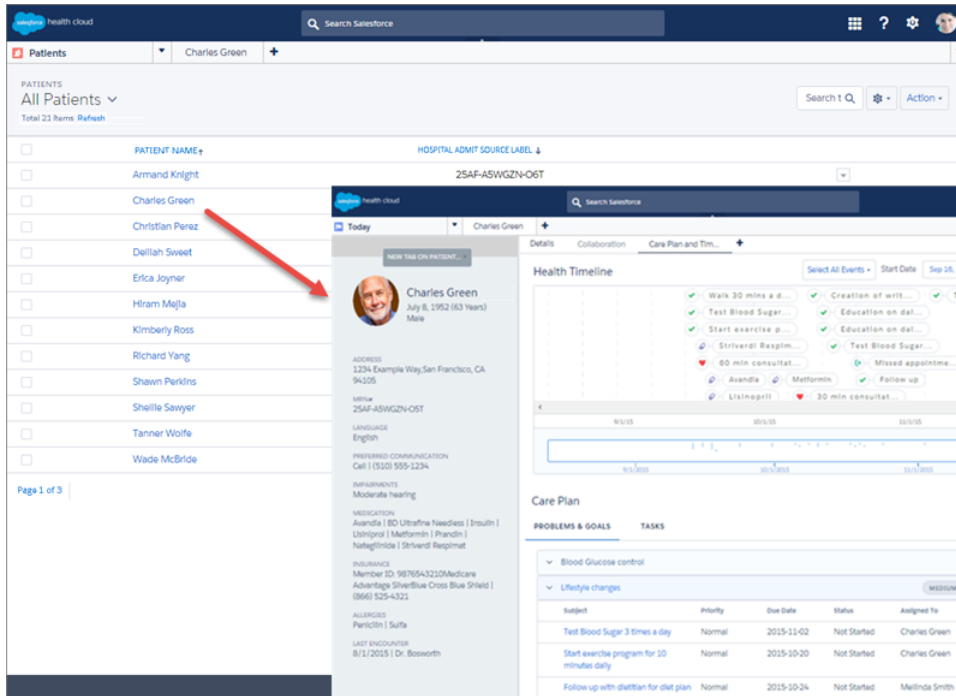 salesforce health cloud
Search Salesforce
Patients
Charles Green
PATIENTS
All Patients
Total 21 Items Refresh
Search t
Action
PATIENT NAME
HOSPITAL ADMIT SOURCE LABEL
Armand Knight
25AF-A5WGZN-O6T
Charles Green
Christian Perez
Delilah Sweet
Erica Joyner
Hiram Mejia
Kimberly Ross
Richard Yang
Shawn Perkins
Shellie Sawyer
Tanner Wolfe
Wade McBride
Page 1 of 3
salesforce health cloud
Search Salesforce
Today
Charles Green
NEW TAB ON PATIENT...
Charles Green
July 8, 1952 (63 Years)
Male
ADDRESS
1234 Example Way,San Francisco, CA
94105
MRN#
25AF-A5WGZN-O5T
LANGUAGE
English
PREFERRED COMMUNICATION
Cell | (510) 555-1234
IMPAIRMENTS
Moderate hearing
MEDICATION
Avandia | BD Ultrafine Needless | Insulin |
Lisiniprol | Metformin | Prandin |
Nateglinide | Striverdi Respimat
INSURANCE
Member ID: 9876543210Medicare
Advantage SilverBlue Cross Blue Shield |
(866) 525-4321
ALLERGIES
Penicilin | Sulfa
LAST ENCOUNTER
8/1/2015 | Dr. Bosworth
Details
Collaboration
Care Plan and Tim...
Health Timeline
Select All Events
Start Date
Sep 16,
Walk 30 mins a d...
Creation of writ...
Test Blood Sugar...
Education on dal...
Start exercise p...
Education on dal...
Striverdi Respim...
Test Blood Sugar...
60 min consultat...
Missed appointme...
Avandia
Metformin
Follow up
Lisinopril
30 min consultat...
9/1/15
10/1/15
11/1/15
9/1/2015
10/1/2015
11/1/2015
Care Plan
PROBLEMS & GOALS
TASKS
Blood Glucose control
Lifestyle changes
MEDIUM
Subject
Priority
Due Date
Status
Assigned To
Test Blood Sugar 3 times a day
Normal
2015-11-02
Not Started
Charles Green
Start exercise program for 10
minutes daily
Normal
2015-10-20
Not Started
Charles Green
Follow up with dietitian for diet plan
Normal
2015-10-24
Not Started
Mellinda Smith